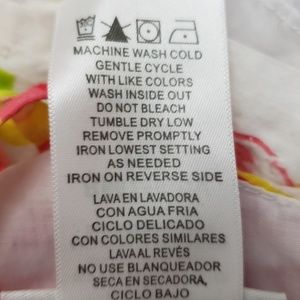 MACHINE WASH COLD
GENTLE CYCLE
WITH LIKE COLORS
WASH INSIDE OUT
DO NOT BLEACH
TUMBLE DRY LOW
REMOVE PROMPTLY
IRON LOWEST SETTING
AS NEEDED
IRON ON REVERSE SIDE
LAVA EN LAVADORA
CON AGUA FRIA
CICLO DELICADO
CON COLORES SIMILARES
LAVA AL REVÉS
NO USE BLANQUEADOR
SECA EN SECADORA,
CICLO BAJO